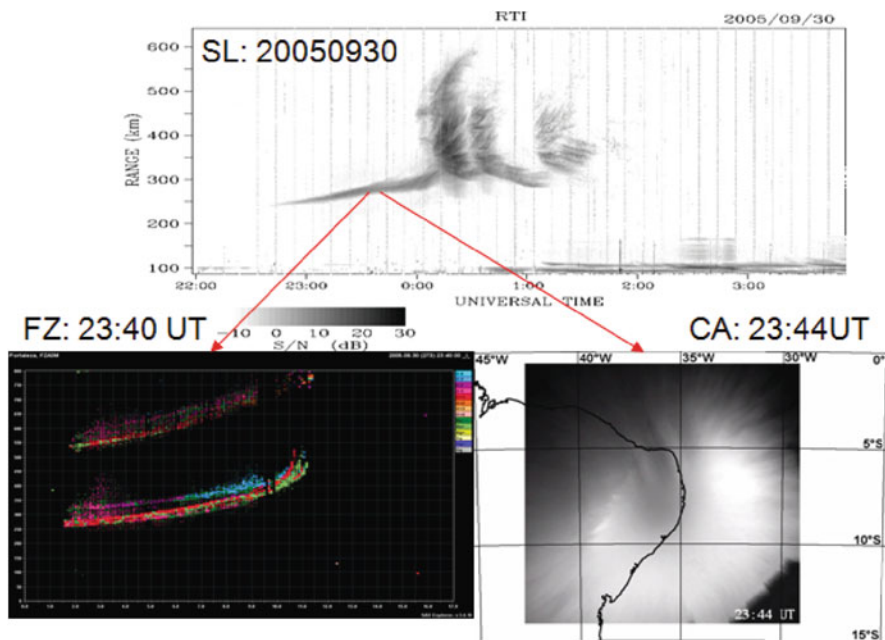 RTI 2005/09/30
SL: 20050930
600
500
400
300
200
100
RANGE (km)
22:00 23:00 0:00 1:00 2:00 3:00
UNIVERSAL TIME
-10 0 10 20 30
S/N (dB)
FZ: 23:40 UT
CA: 23:44UT
45°W 40°W 35°W 30°W
0°
5°S
10°S
15°S
23:44 UT